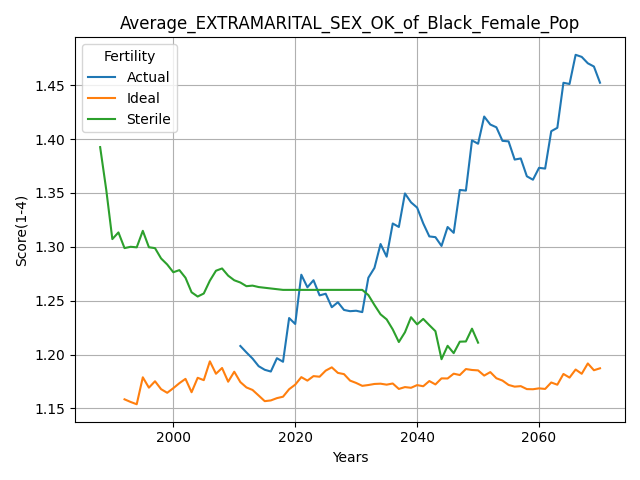 Average_EXTRAMARITAL_SEX_OK_of_Black_Female_Pop
Fertility
Actual
Ideal
Sterile
Score(1-4)
1.45
1.40
1.35
1.30
1.25
1.20
1.15
2000 2020 2040 2060
Years